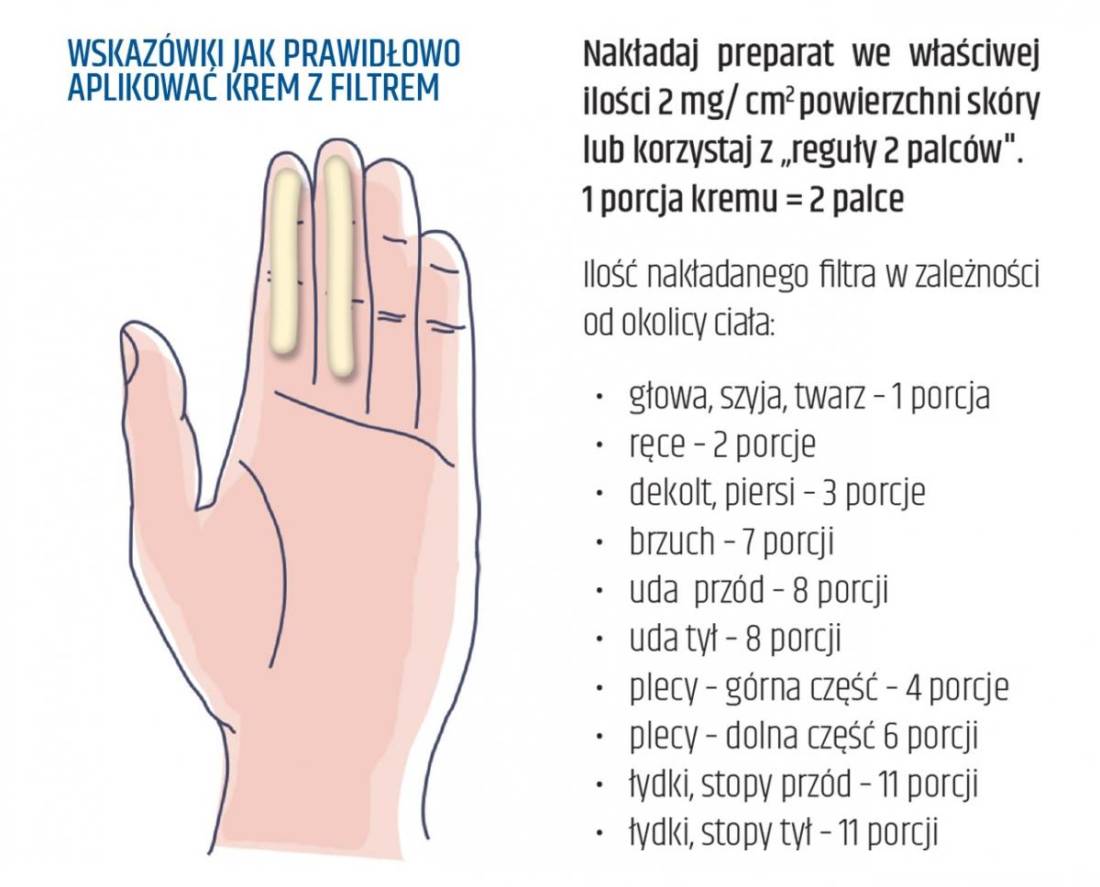 WSKAZÓWKI JAK PRAWIDŁOWO
APLIKOWAĆ KREM Z FILTREM
Nakładaj preparat we właściwej
ilości 2 mg/ cm² powierzchni skóry
lub korzystaj z „reguły 2 palców".
1 porcja kremu = 2 palce
Ilość nakładanego filtra w zależności
od okolicy ciała:
• głowa, szyja, twarz – 1 porcja
• ręce – 2 porcje
• dekolt, piersi – 3 porcje
• brzuch – 7 porcji
• uda przód – 8 porcji
• uda tył – 8 porcji
• plecy – górna część – 4 porcje
• plecy – dolna część 6 porcji
• łydki, stopy przód – 11 porcji
• łydki, stopy tył – 11 porcji